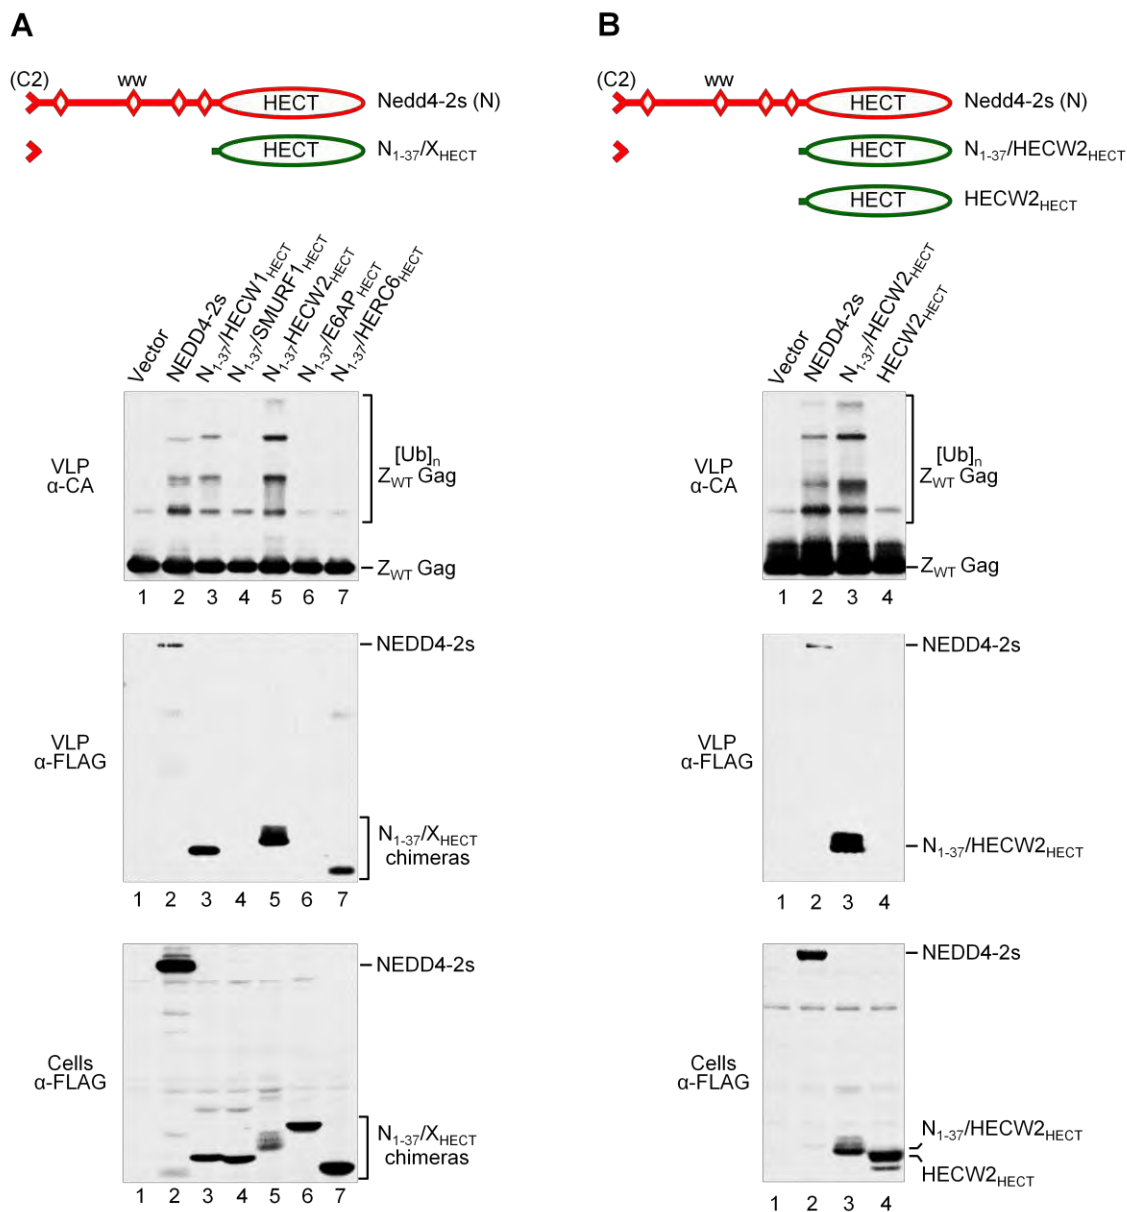 A
(C2)
WW
HECT
Nedd4-2s (N)
HECT
N1-37/XHECT
Vector
NEDD4-2s
N1-37/HECW1HECT
N1-37/SMURF1HECT
N1-37HECW2HECT
N1-37/E6APHECT
N1-37/HERC6HECT
VLP
α-CA
[Ub]n
ZWT Gag
ZWT Gag
1 2 3 4 5 6 7
VLP
α-FLAG
NEDD4-2s
N1-37/XHECT
chimeras
1 2 3 4 5 6 7
Cells
α-FLAG
NEDD4-2s
N1-37/XHECT
chimeras
1 2 3 4 5 6 7
B
(C2)
WW
HECT
Nedd4-2s (N)
HECT
N1-37/HECW2HECT
HECT
HECW2HECT
Vector
NEDD4-2s
N1-37/HECW2HECT
HECW2HECT
VLP
α-CA
[Ub]n
ZWT Gag
ZWT Gag
1 2 3 4
VLP
α-FLAG
NEDD4-2s
N1-37/HECW2HECT
1 2 3 4
Cells
α-FLAG
NEDD4-2s
N1-37/HECW2HECT
HECW2HECT
1 2 3 4